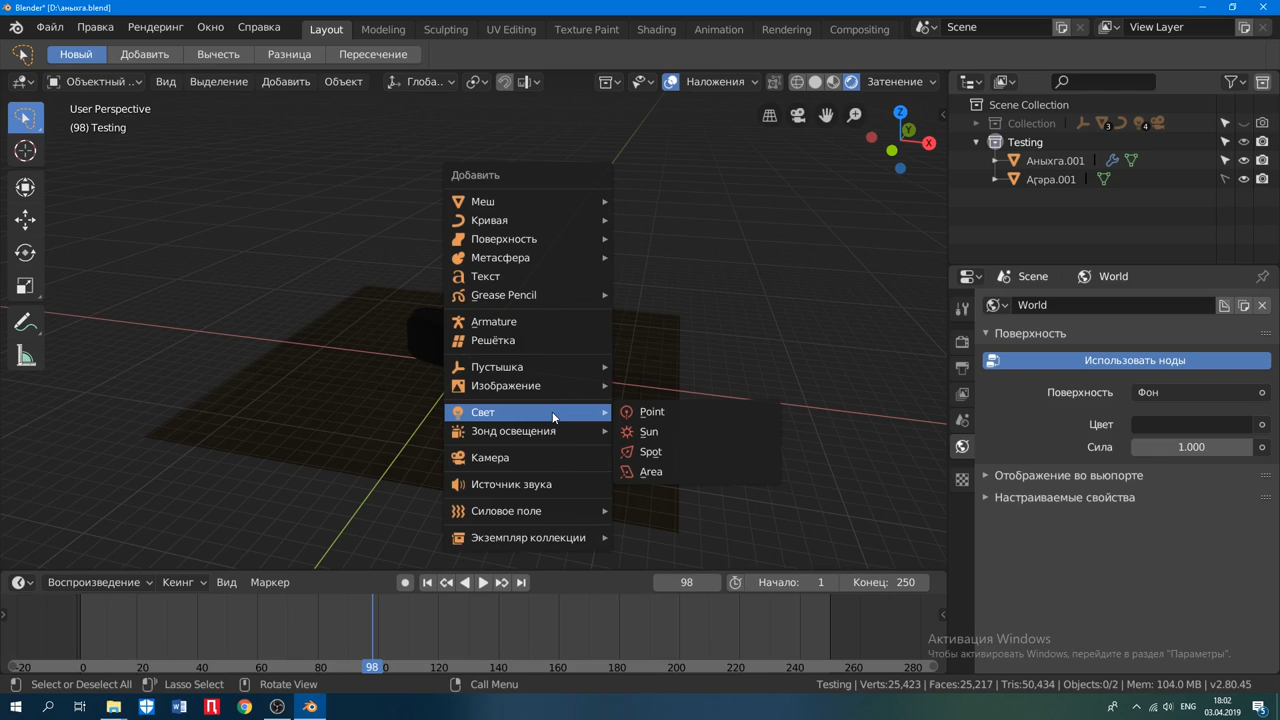 Blender* [D:\аныхга.blend]
Файл Правка Рендеринг Окно Справка Layout Modeling Sculpting UV Editing Texture Paint Shading Animation Rendering Compositing Scene View Layer
Новый Добавить Вычесть Разница Пересечение
Объектный .. Вид Выделение Добавить Объект Глоба.. Наложения Затенение
User Perspective
(98) Testing
Scene Collection
Collection 3 4
Testing
Аныхга.001
Аҕәра.001
Добавить
Меш
Кривая
Поверхность
Метасфера
Текст
Grease Pencil
Armature
Решётка
Пустышка
Изображение
Свет
Зонд освещения
Камера
Источник звука
Силовое поле
Экземпляр коллекции
Point
Sun
Spot
Area
Scene World
World
Поверхность
Использовать ноды
Поверхность Фон
Цвет
Сила 1.000
Отображение во вьюпорте
Настраиваемые свойства
Воспроизведение Кеинг Вид Маркер 98 Начало: 1 Конец: 250
-20 0 20 40 60 80 98 0 120 140 160 180 200 220 240 260 280
Активация Windows
Чтобы активировать Windows, перейдите в раздел "Параметры".
Select or Deselect All Lasso Select Rotate View Call Menu Testing | Verts:25,423 | Faces:25,217 | Tris:50,434 | Objects:0/2 | Mem: 104.0 MB | v2.80.45
ENG 18:02 03.04.2019 5